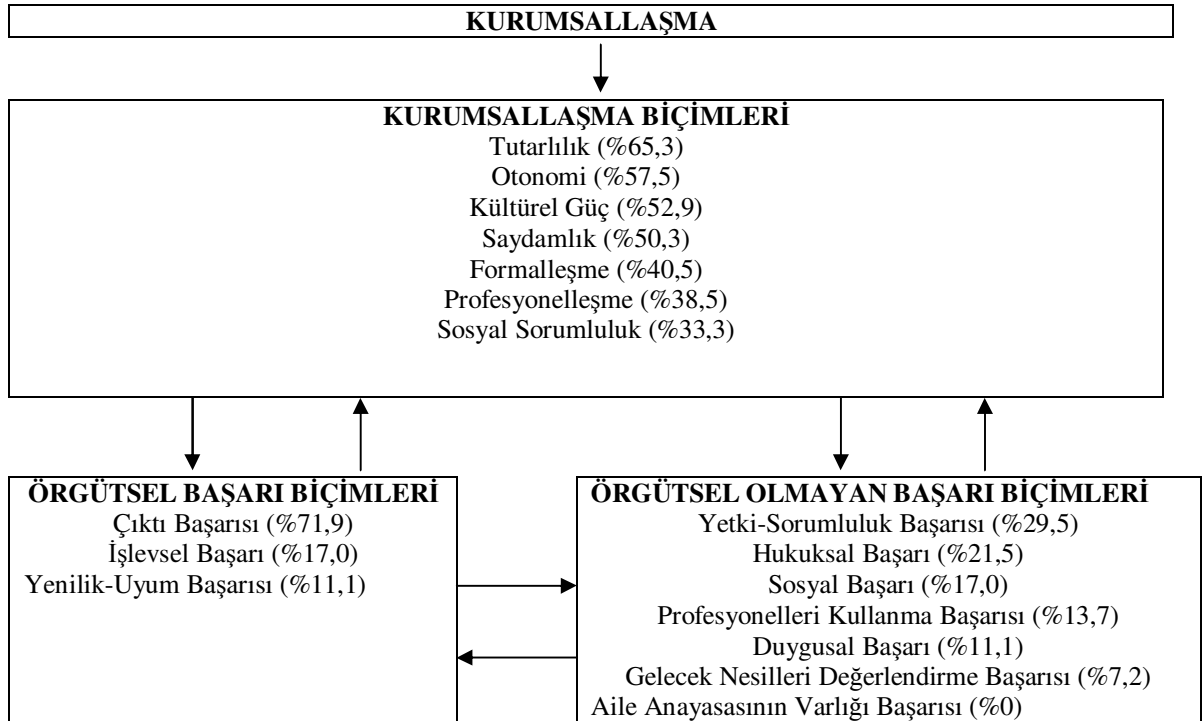 KURUMSALLAŞMA
KURUMSALLAŞMA BİÇİMLERİ
Tutarlılık (%65,3)
Otonomi (%57,5)
Kültürel Güç (%52,9)
Saydamlık (%50,3)
Formalleşme (%40,5)
Profesyonelleşme (%38,5)
Sosyal Sorumluluk (%33,3)
ÖRGÜTSEL BAŞARI BİÇİMLERİ
Çıktı Başarısı (%71,9)
İşlevsel Başarı (%17,0)
Yenilik-Uyum Başarısı (%11,1)
ÖRGÜTSEL OLMAYAN BAŞARI BİÇİMLERİ
Yetki-Sorumluluk Başarısı (%29,5)
Hukuksal Başarı (%21,5)
Sosyal Başarı (%17,0)
Profesyonelleri Kullanma Başarısı (%13,7)
Duygusal Başarı (%11,1)
Gelecek Nesilleri Değerlendirme Başarısı (%7,2)
Aile Anayasasının Varlığı Başarısı (%0)